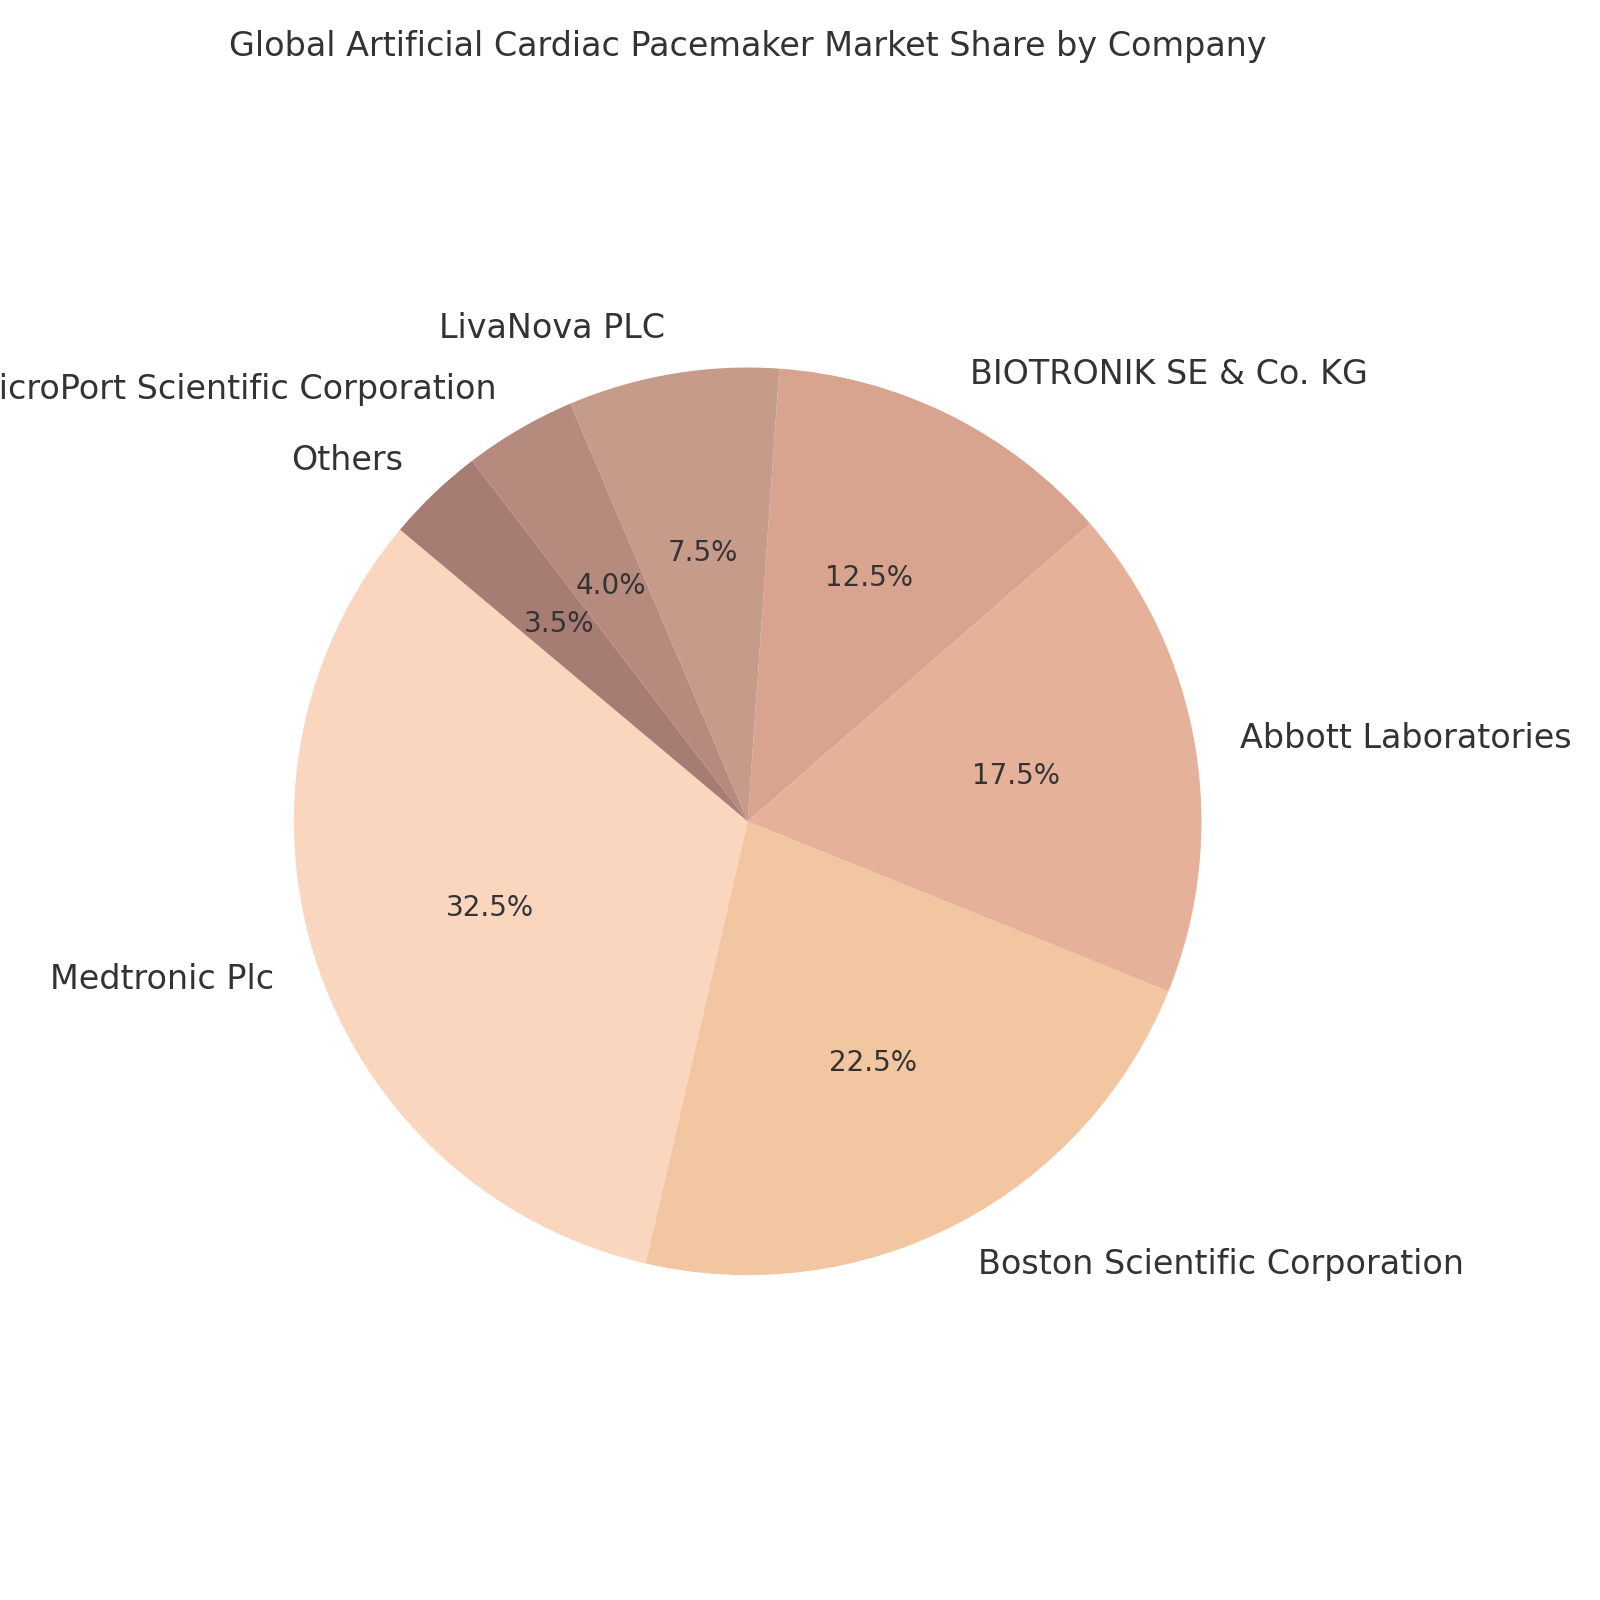 Global Artificial Cardiac Pacemaker Market Share by Company
LivaNova PLC
BIOTRONIK SE & Co. KG
icroPort Scientific Corporation
Others
7.5%
12.5%
4.0%
3.5%
Abbott Laboratories
17.5%
32.5%
Medtronic Plc
22.5%
Boston Scientific Corporation